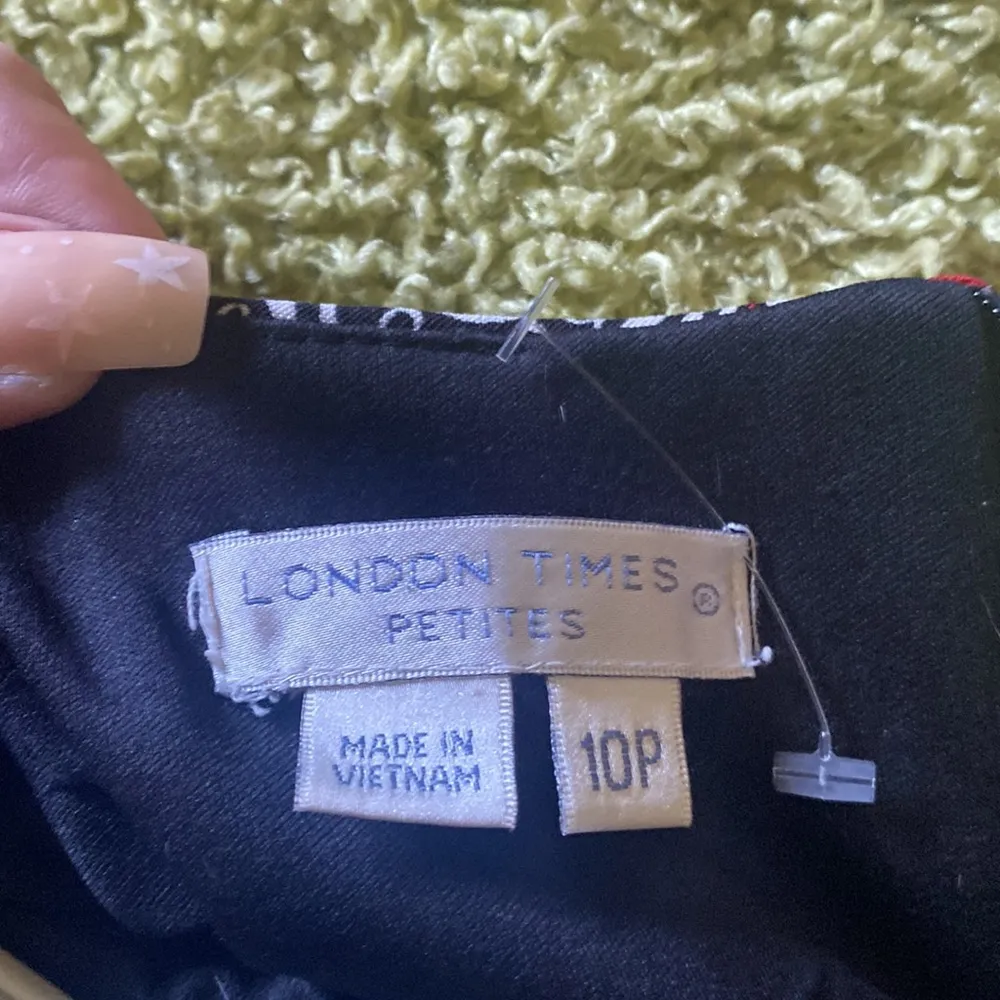 LONDON TIMES ®
PETITES
MADE IN
VIETNAM
10P